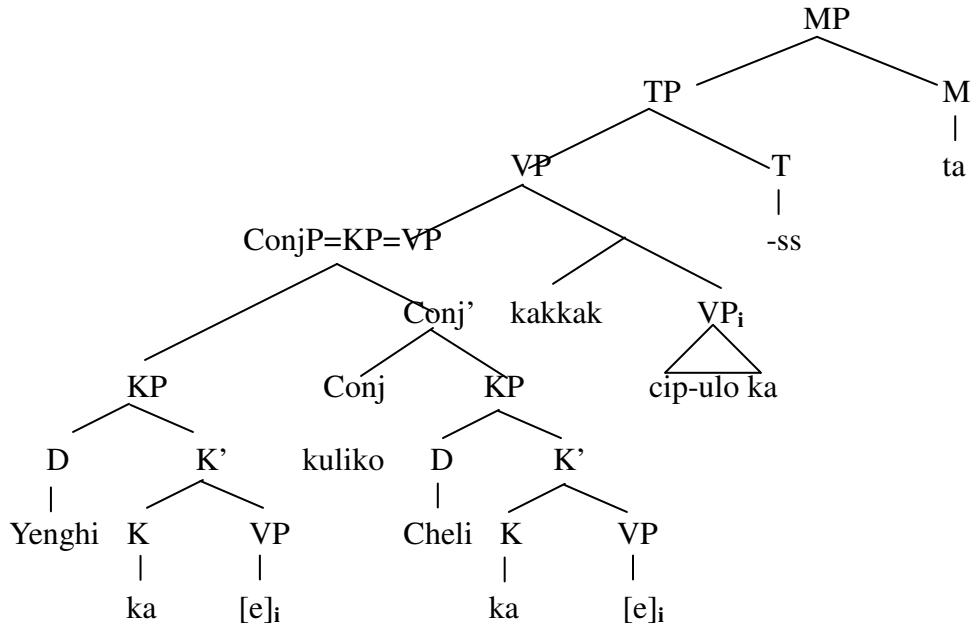 MP
TP M
VP T ta
ConjP=KP=VP -ss
Conj’ kakkak VPi
KP Conj KP cip-ulo ka
D K’ kuliko D K’
Yenghi K VP Cheli K VP
ka [e]i ka [e]i